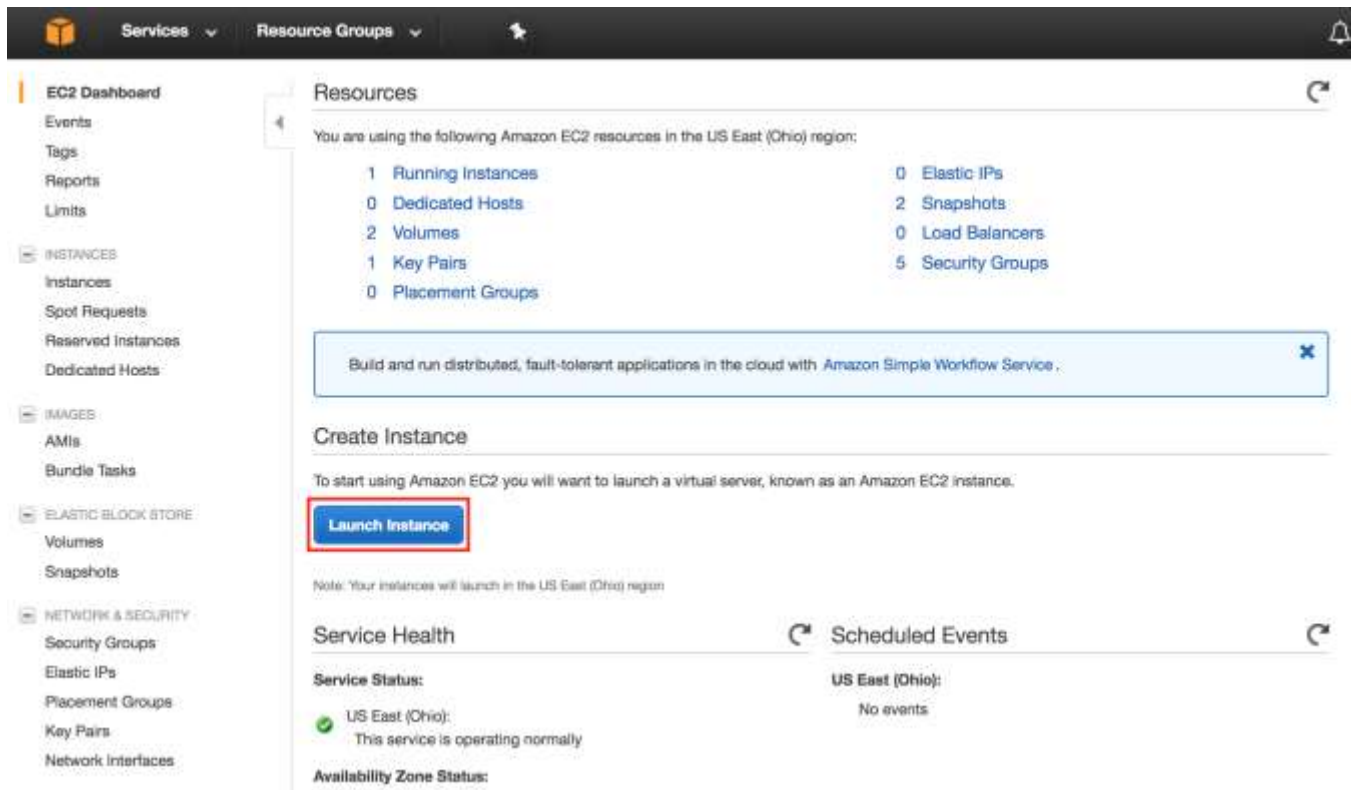 Services
Resource Groups
EC2 Dashboard
Events
Tags
Reports
Limits
INSTANCES
Instances
Spot Requests
Reserved Instances
Dedicated Hosts
IMAGES
AMIs
Bundle Tasks
ELASTIC BLOCK STORE
Volumes
Snapshots
NETWORK & SECURITY
Security Groups
Elastic IPs
Placement Groups
Key Pairs
Network Interfaces
Resources
You are using the following Amazon EC2 resources in the US East (Ohio) region:
1 Running Instances
0 Dedicated Hosts
2 Volumes
1 Key Pairs
0 Placement Groups
0 Elastic IPs
2 Snapshots
0 Load Balancers
5 Security Groups
Build and run distributed, fault-tolerant applications in the cloud with Amazon Simple Workflow Service.
Create Instance
To start using Amazon EC2 you will want to launch a virtual server, known as an Amazon EC2 instance.
Launch Instance
Note: Your instances will launch in the US East (Ohio) region
Service Health
Service Status:
US East (Ohio):
This service is operating normally
Availability Zone Status:
Scheduled Events
US East (Ohio):
No events